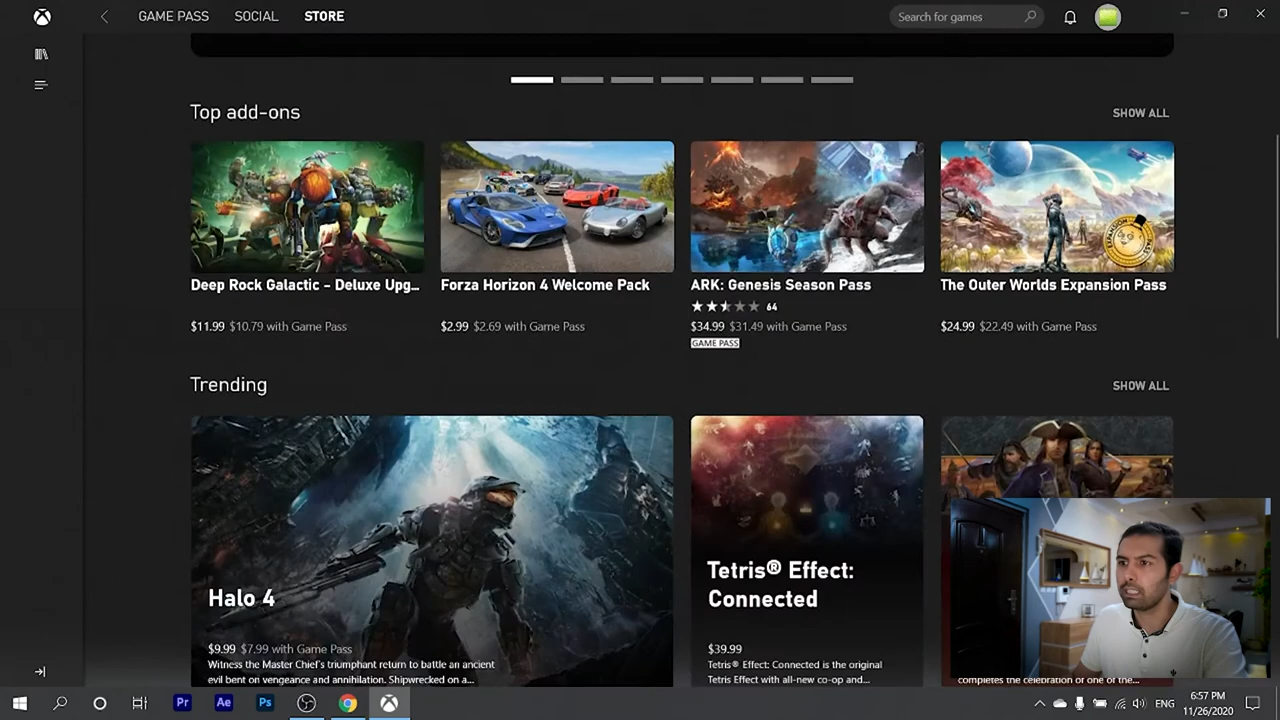 GAME PASS SOCIAL STORE Search for games
Top add-ons SHOW ALL
Deep Rock Galactic - Deluxe Upg...
$11.99 $10.79 with Game Pass
Forza Horizon 4 Welcome Pack
$2.99 $2.69 with Game Pass
ARK: Genesis Season Pass
64
$34.99 $31.49 with Game Pass
GAME PASS
The Outer Worlds Expansion Pass
$24.99 $22.49 with Game Pass
Trending SHOW ALL
Halo 4
$9.99 $7.99 with Game Pass
Witness the Master Chief's triumphant return to battle an ancient
evil bent on vengeance and annihilation. Shipwrecked on a...
Tetris® Effect:
Connected
$39.99
Tetris® Effect: Connected is the original
Tetris Effect with all-new co-op and...
completes the celebration of one of the...
Pr Ae Ps ENG 6:57 PM
11/26/2020